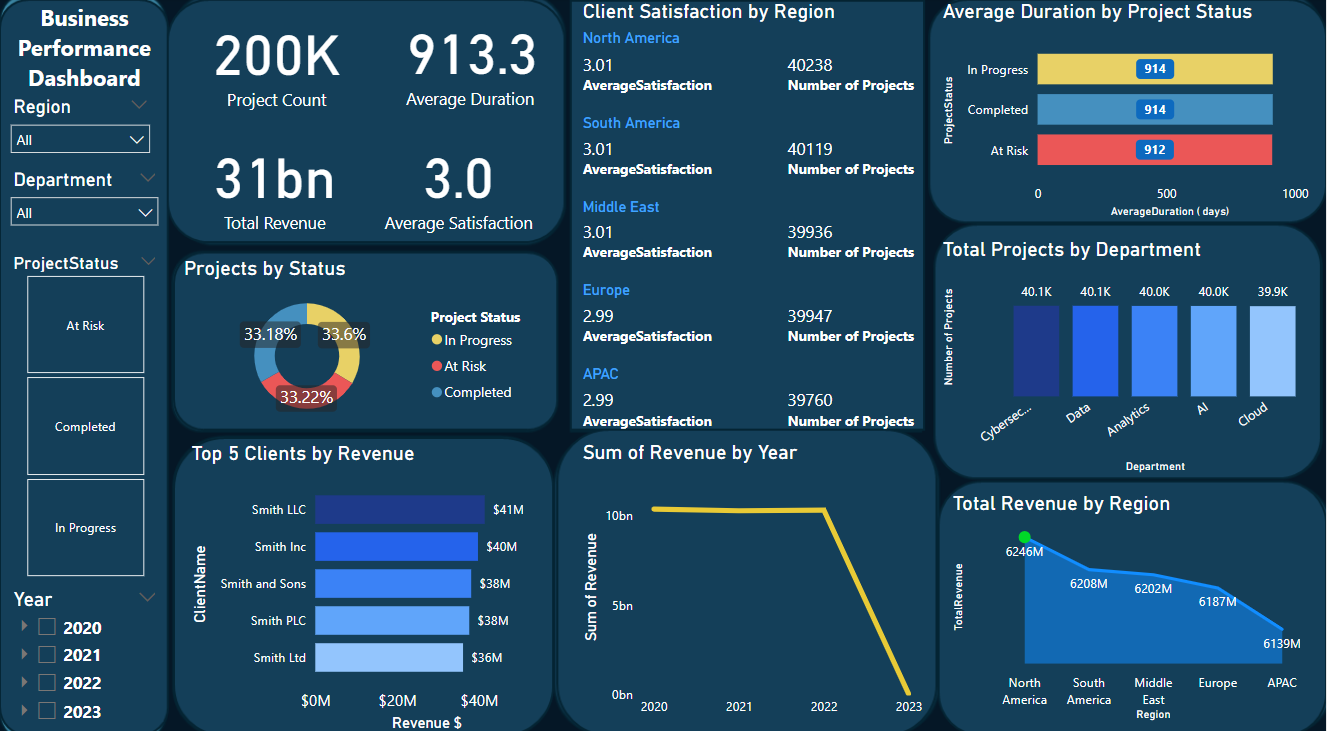 Business
Performance
Dashboard
Region
All
Department
All
ProjectStatus
At Risk
Completed
In Progress
Year
2020
2021
2022
2023
200K
Project Count
913.3
Average Duration
31bn
Total Revenue
3.0
Average Satisfaction
Projects by Status
33.18%
33.6%
33.22%
Project Status
In Progress
At Risk
Completed
Top 5 Clients by Revenue
ClientName
Smith LLC
$41M
Smith Inc
$40M
Smith and Sons
$38M
Smith PLC
$38M
Smith Ltd
$36M
$0M
$20M
$40M
Revenue $
Client Satisfaction by Region
North America
3.01
40238
AverageSatisfaction
Number of Projects
South America
3.01
40119
AverageSatisfaction
Number of Projects
Middle East
3.01
39936
AverageSatisfaction
Number of Projects
Europe
2.99
39947
AverageSatisfaction
Number of Projects
APAC
2.99
39760
AverageSatisfaction
Number of Projects
Sum of Revenue by Year
Sum of Revenue
10bn
5bn
0bn
2020
2021
2022
2023
Average Duration by Project Status
ProjectStatus
In Progress
914
Completed
914
At Risk
912
0
500
1000
AverageDuration ( days)
Total Projects by Department
Number of Projects
40.1K
40.1K
40.0K
40.0K
39.9K
Cybersec...
Data
Analytics
AI
Cloud
Department
Total Revenue by Region
TotalRevenue
6246M
6208M
6202M
6187M
6139M
North
America
South
America
Middle
East
Europe
APAC
Region